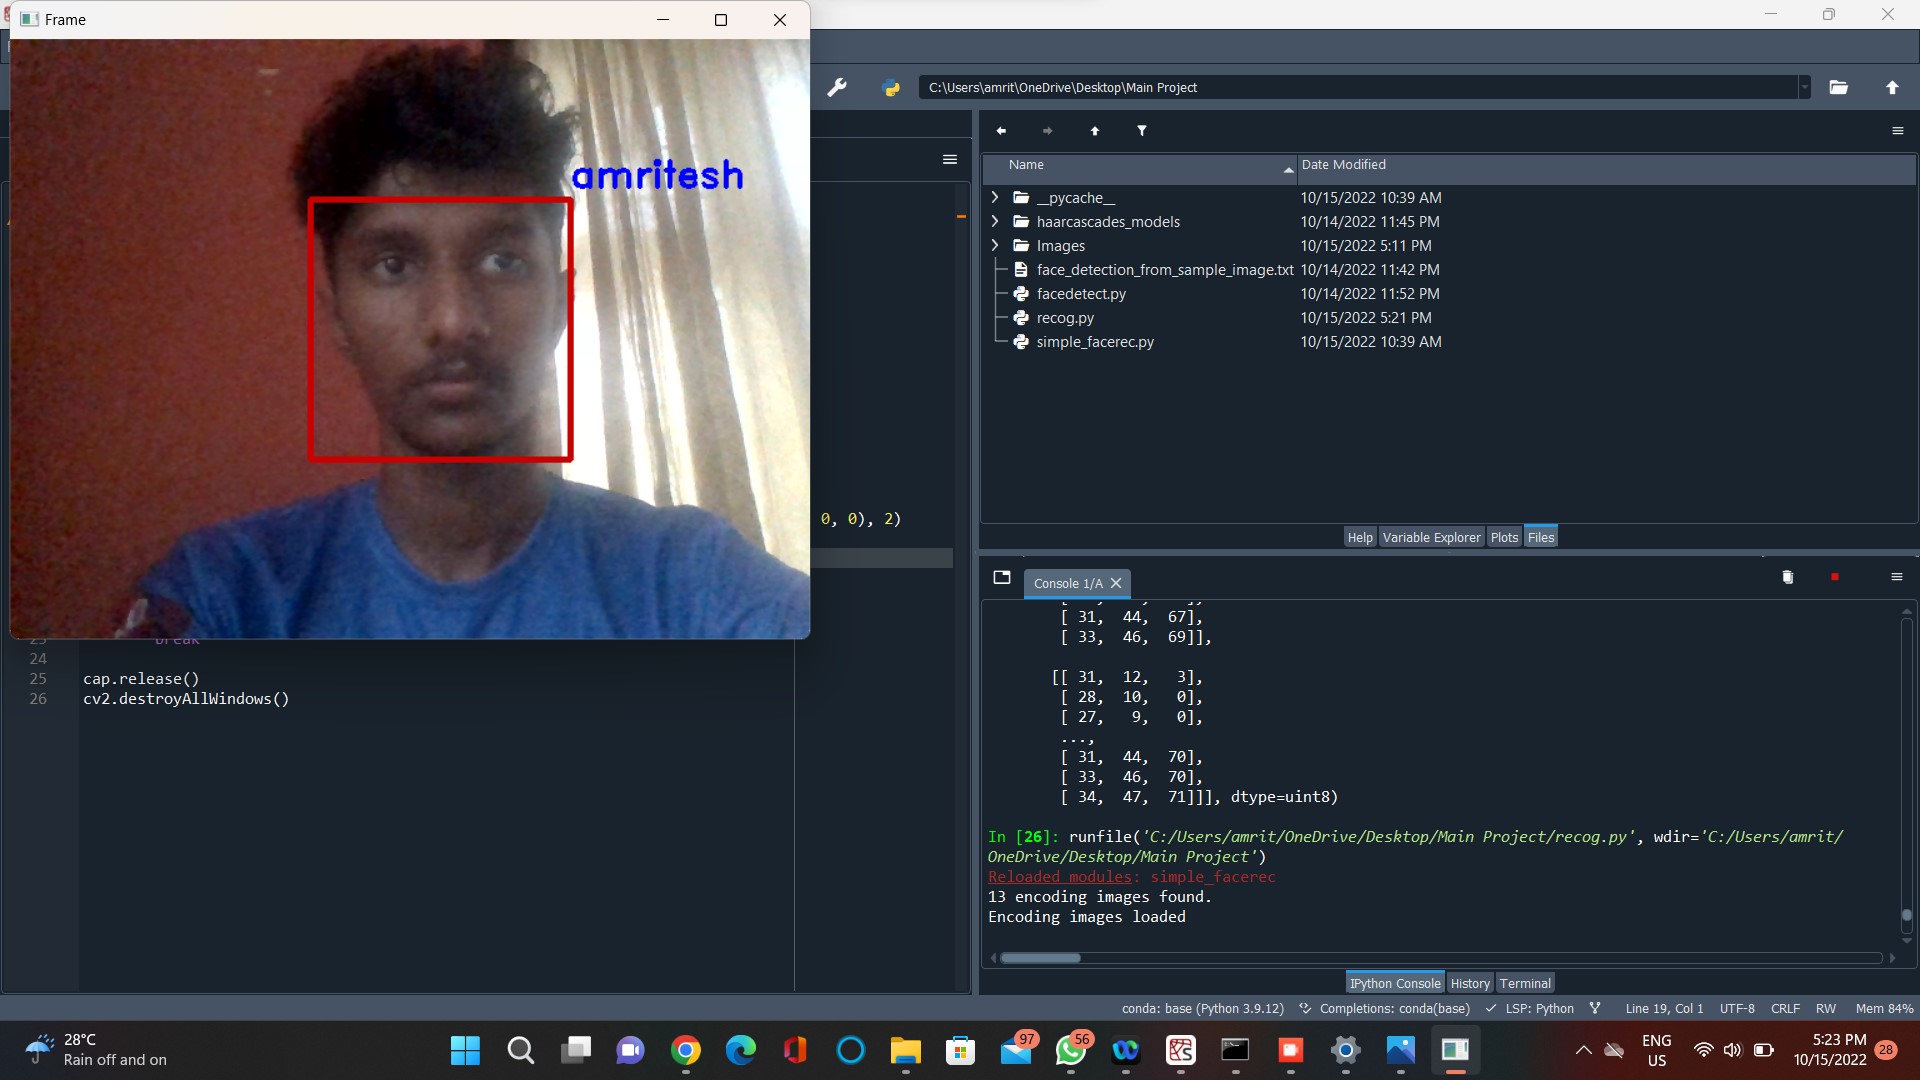 Frame
C:\Users\amrit\OneDrive\Desktop\Main Project
amritesh
Name Date Modified
__pycache__ 10/15/2022 10:39 AM
haarcascades_models 10/14/2022 11:45 PM
Images 10/15/2022 5:11 PM
face_detection_from_sample_image.txt 10/14/2022 11:42 PM
facedetect.py 10/14/2022 11:52 PM
recog.py 10/15/2022 5:21 PM
simple_facerec.py 10/15/2022 10:39 AM
0, 0), 2)
Help Variable Explorer Plots Files
Console 1/A
[ 31, 44, 67],
[ 33, 46, 69]],
[[ 31, 12, 3],
[ 28, 10, 0],
[ 27, 9, 0],
...,
[ 31, 44, 70],
[ 33, 46, 70],
[ 34, 47, 71]]], dtype=uint8)
In [26]: runfile('C:/Users/amrit/OneDrive/Desktop/Main Project/recog.py', wdir='C:/Users/amrit/
OneDrive/Desktop/Main Project')
Reloaded modules: simple_facerec
13 encoding images found.
Encoding images loaded
23 break
24
25 cap.release()
26 cv2.destroyAllWindows()
IPython Console History Terminal
conda: base (Python 3.9.12) Completions: conda(base) LSP: Python Line 19, Col 1 UTF-8 CRLF RW Mem 84%
28°C
Rain off and on
97
56
ENG
US
5:23 PM
10/15/2022
28